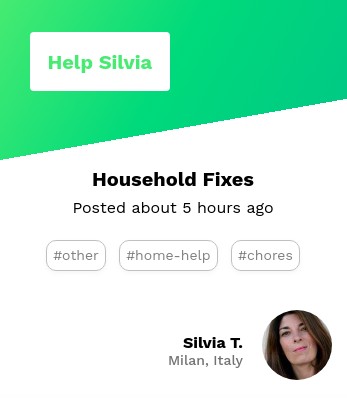 Help Silvia
Household Fixes
Posted about 5 hours ago
#other #home-help #chores
Silvia T.
Milan, Italy